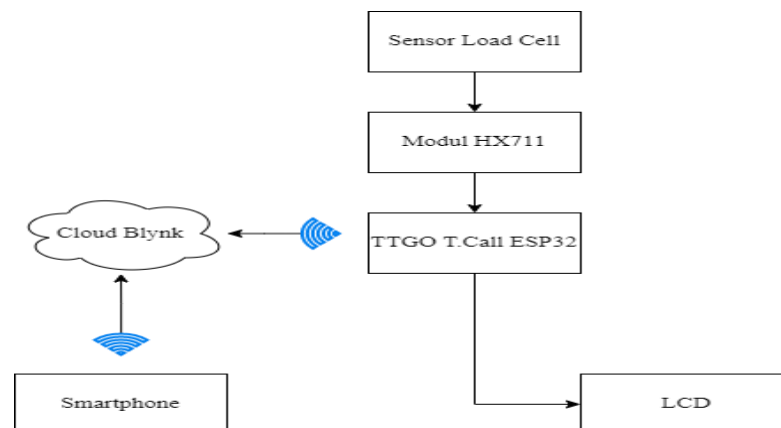 Sensor Load Cell
Modul HX711
Cloud Blynk
TTGO T.Call ESP32
Smartphone
LCD